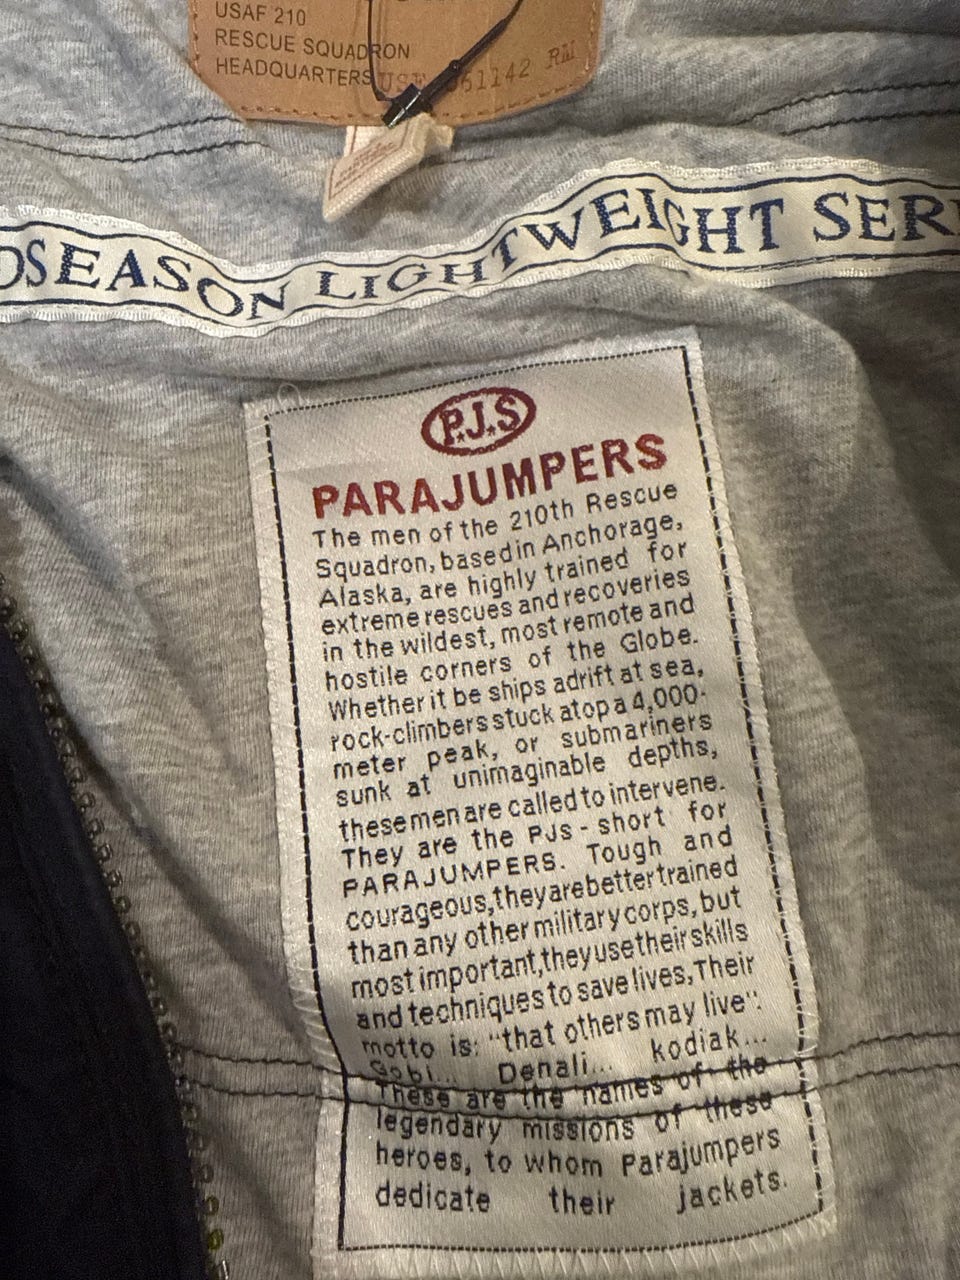 USAF 210
RESCUE SQUADRON
HEADQUARTERS
61142 RM
OSEASON LIGHTWEIGHT SERI
P.J.S
PARAJUMPERS
The men of the 210th Rescue
Squadron, based in Anchorage,
Alaska, are highly trained for
extreme rescues and recoveries
in the wildest, most remote and
hostile corners of the Globe.
Whether it be ships adrift at sea,
rock-climbers stuck atop a 4,000-
meter peak, or submariners
sunk at unimaginable depths,
these men are called to intervene.
They are the PJs - short for
PARAJUMPERS. Tough and
courageous, they are better trained
than any other military corps, but
most important, they use their skills
and techniques to save lives, Their
motto is: "that others may live":
Gobi... Denali... kodiak...
These are the names of the
legendary missions of these
heroes, to whom Parajumpers
dedicate their jackets.